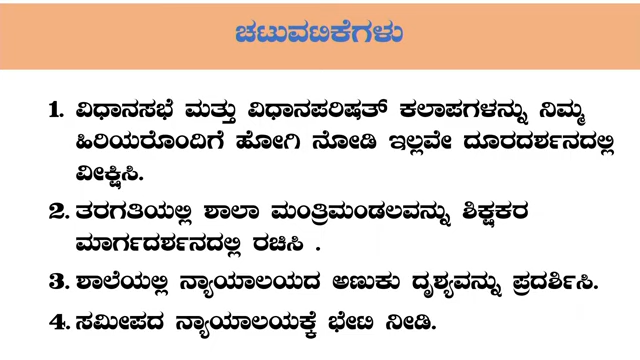 ಚಟುವಟಿಕೆಗಳು
1. ವಿಧಾನಸಭೆ ಮತ್ತು ವಿಧಾನಪರಿಷತ್ ಕಲಾಪಗಳನ್ನು ನಿಮ್ಮ
ಹಿರಿಯರೊಂದಿಗೆ ಹೋಗಿ ನೋಡಿ ಇಲ್ಲವೇ ದೂರದರ್ಶನದಲ್ಲಿ
ವೀಕ್ಷಿಸಿ.
2. ತರಗತಿಯಲ್ಲಿ ಶಾಲಾ ಮಂತ್ರಿಮಂಡಲವನ್ನು ಶಿಕ್ಷಕರ
ಮಾರ್ಗದರ್ಶನದಲ್ಲಿ ರಚಿಸಿ .
3. ಶಾಲೆಯಲ್ಲಿ ನ್ಯಾಯಾಲಯದ ಅಣುಕು ದೃಶ್ಯವನ್ನು ಪ್ರದರ್ಶಿಸಿ.
4. ಸಮೀಪದ ನ್ಯಾಯಾಲಯಕ್ಕೆ ಭೇಟಿ ನೀಡಿ.